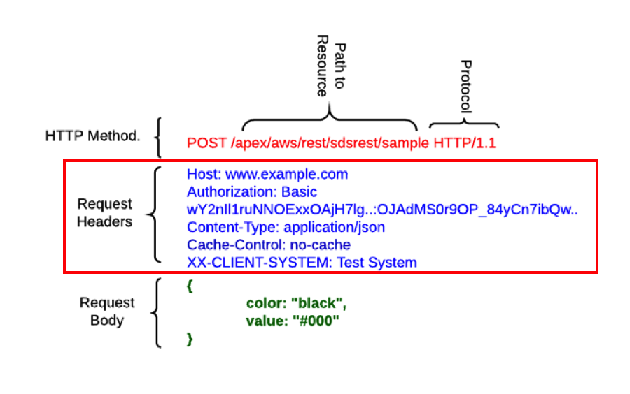 Path to
Resource
Protocol
HTTP Method.
POST /apex/aws/rest/sdsrest/sample HTTP/1.1
Request
Headers
Host: www.example.com
Authorization: Basic
wY2nIl1ruNNOExxOAjH7lg..:OJAdMS0r9OP_84yCn7ibQw..
Content-Type: application/json
Cache-Control: no-cache
XX-CLIENT-SYSTEM: Test System
Request
Body
{
color: "black",
value: "#000"
}